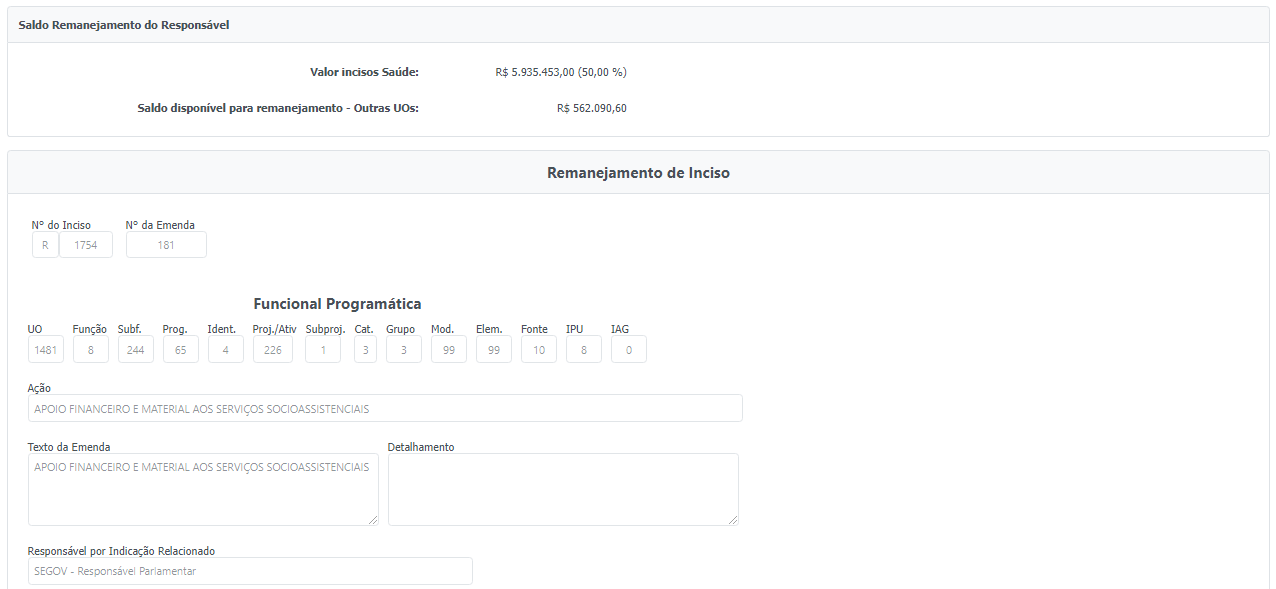 Saldo Remanejamento do Responsável
Valor incisos Saúde: R$ 5.935.453,00 (50,00 %)
Saldo disponível para remanejamento - Outras UOs: R$ 562.090,60
Remanejamento de Inciso
Nº do Inciso Nº da Emenda
R 1754 181
Funcional Programática
UO Função Subf. Prog. Ident. Proj./Ativ Subproj. Cat. Grupo Mod. Elem. Fonte IPU IAG
1481 8 244 65 4 226 1 3 3 99 99 10 8 0
Ação
APOIO FINANCEIRO E MATERIAL AOS SERVIÇOS SOCIOASSISTENCIAIS
Texto da Emenda Detalhamento
APOIO FINANCEIRO E MATERIAL AOS SERVIÇOS SOCIOASSISTENCIAIS
Responsável por Indicação Relacionado
SEGOV - Responsável Parlamentar